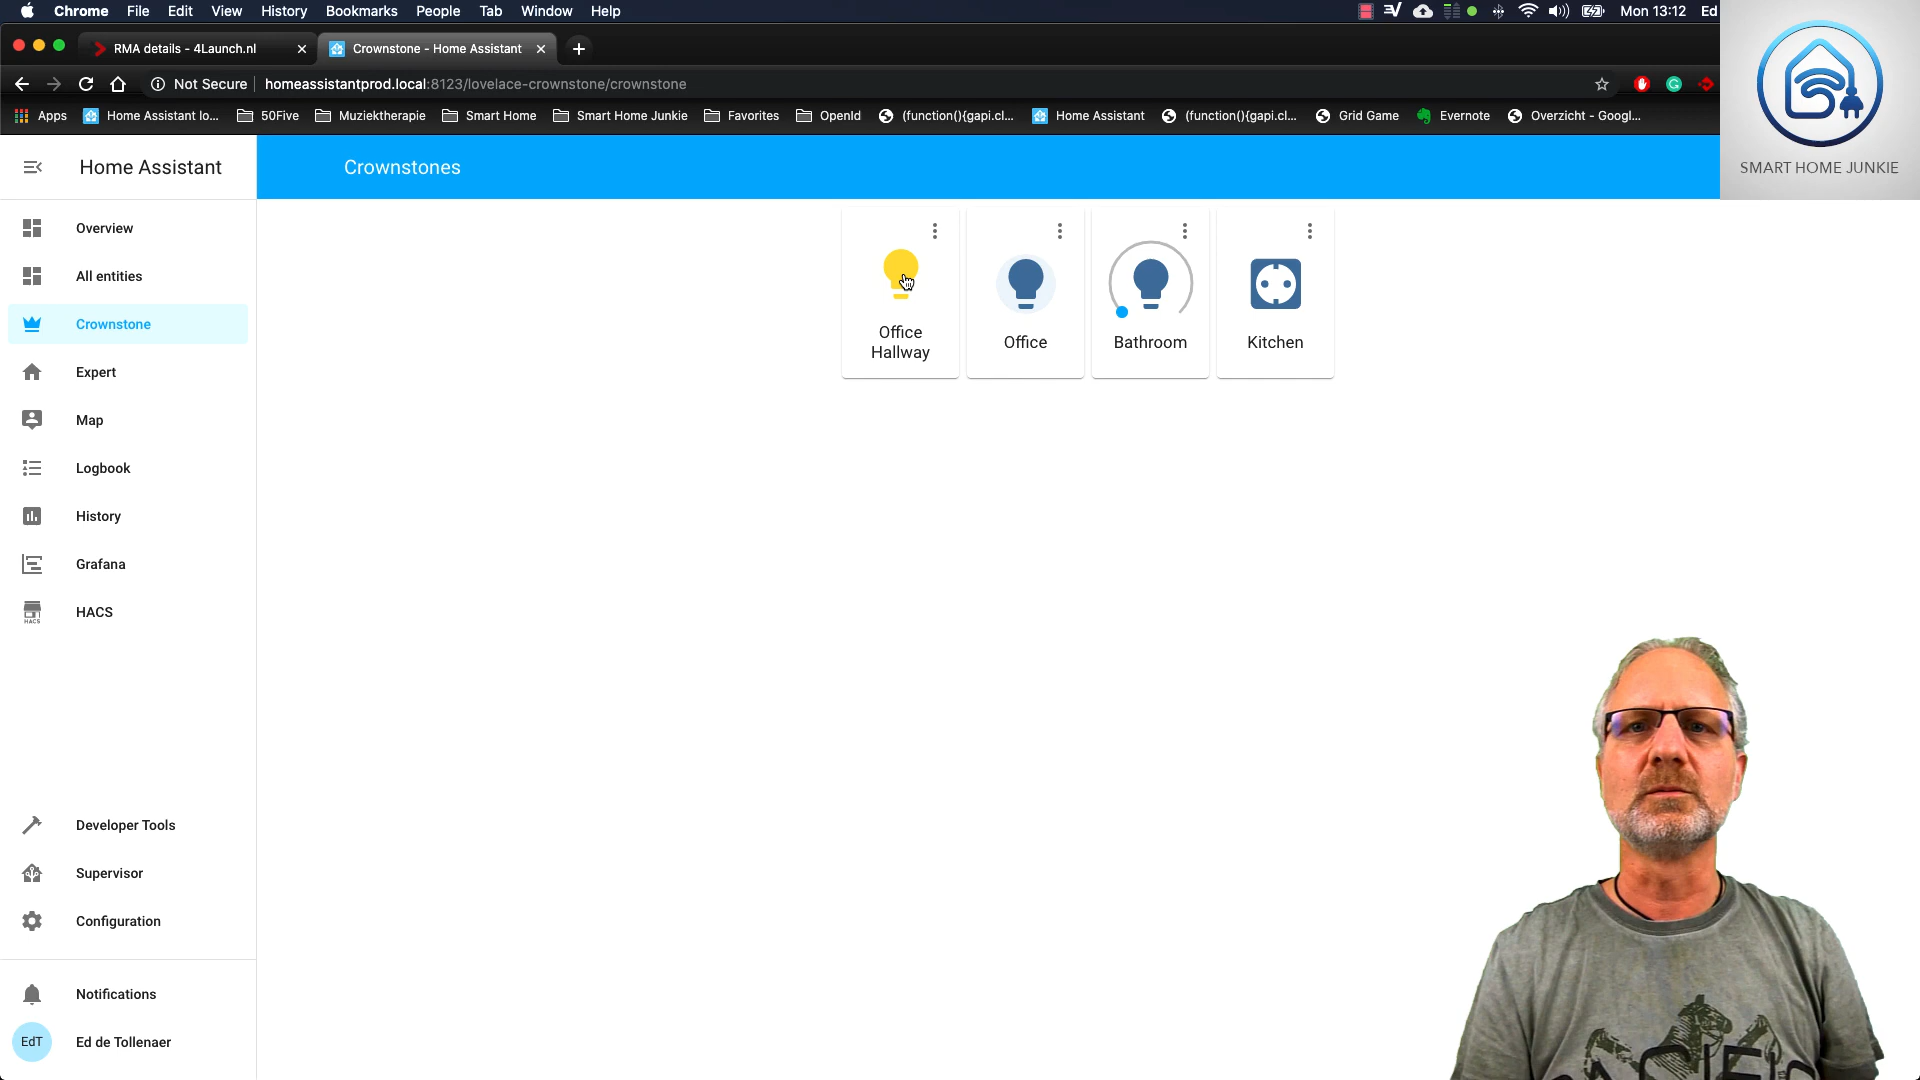 Chrome File Edit View History Bookmarks People Tab Window Help Mon 13:12 Ed
RMA details - 4Launch.nl
Crownstone - Home Assistant
Not Secure homeassistantprod.local:8123/lovelace-crownstone/crownstone
Apps Home Assistant lo... 50Five Muziektherapie Smart Home Smart Home Junkie Favorites OpenId (function(){gapi.cl... Home Assistant (function(){gapi.cl... Grid Game Evernote Overzicht - Googl...
SMART HOME JUNKIE
Home Assistant
Crownstones
Overview
All entities
Crownstone
Expert
Map
Logbook
History
Grafana
HACS
HACS
Developer Tools
Supervisor
Configuration
Notifications
EdT Ed de Tollenaer
Office
Hallway
Office
Bathroom
Kitchen